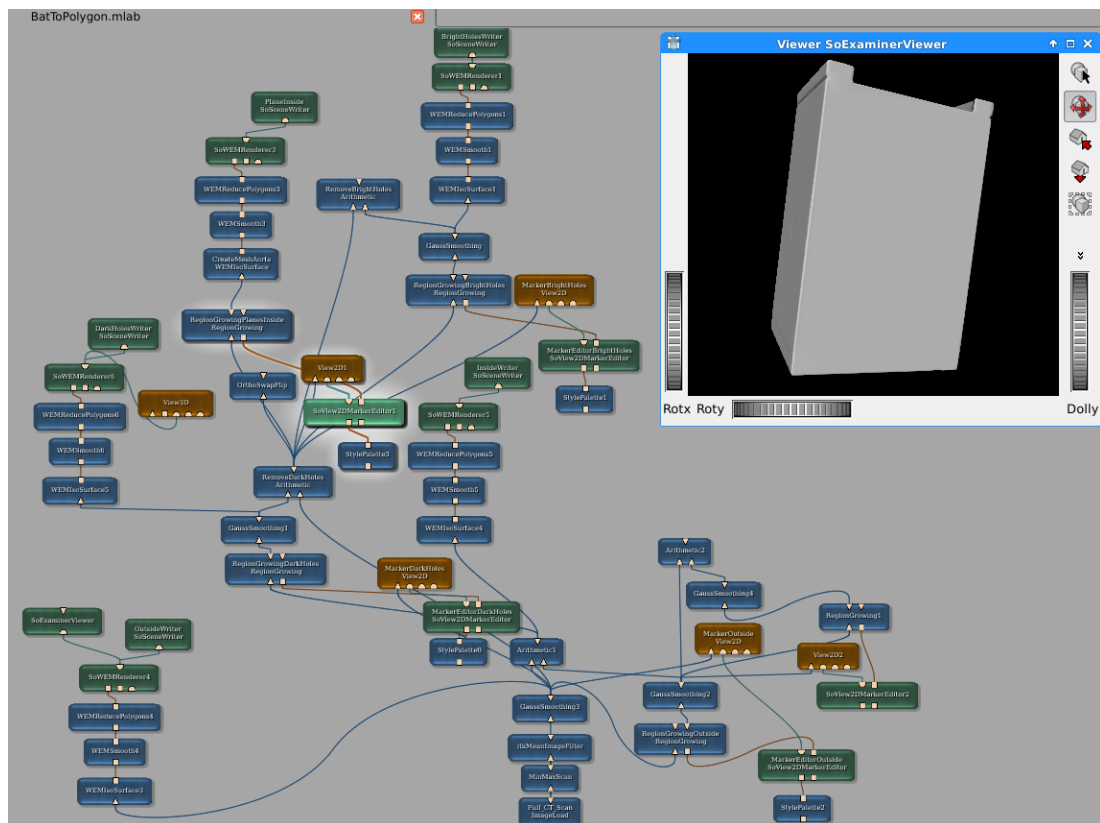 BatToPolygon.mlab
Viewer SoExaminerViewer
Rotx Roty
Dolly
BrightHolesWriter
SoSceneWriter
SoWEMRenderer1
WEMReducePolygons1
WEMSmooth1
WEMIsoSurface1
PlaneInside
SoSceneWriter
SoWEMRenderer3
WEMReducePolygons3
WEMSmooth3
CreateMeshAorta
WEMIsoSurface
RemoveBrightHoles
Arithmetic
GaussSmoothing
RegionGrowingBrightHoles
RegionGrowing
MarkerBrightHoles
View2D
RegionGrowingPlanesInside
RegionGrowing
MarkerEditorBrightHoles
SoView2DMarkerEditor
DarkHolesWriter
SoSceneWriter
View2D1
InsideWriter
SoSceneWriter
SoWEMRenderer6
OrthoSwapFlip
StylePalette1
View3D
SoView2DMarkerEditor1
SoWEMRenderer5
WEMReducePolygons6
WEMSmooth6
StylePalette3
WEMReducePolygons5
WEMIsoSurface5
RemoveDarkHoles
Arithmetic
WEMSmooth5
GaussSmoothing1
WEMIsoSurface4
RegionGrowingDarkHoles
RegionGrowing
MarkerDarkHoles
View2D
Arithmetic2
GaussSmoothing4
SoExaminerViewer
OutsideWriter
SoSceneWriter
MarkerEditorDarkHoles
SoView2DMarkerEditor
RegionGrowing1
MarkerOutside
View2D
StylePalette0
Arithmetic1
View2D2
SoWEMRenderer4
GaussSmoothing2
SoView2DMarkerEditor2
WEMReducePolygons4
GaussSmoothing3
RegionGrowingOutside
RegionGrowing
WEMSmooth4
itkMeanImageFilter
MarkerEditorOutside
SoView2DMarkerEditor
WEMIsoSurface3
MinMaxScan
Full_CT_Scan
ImageLoad
StylePalette2